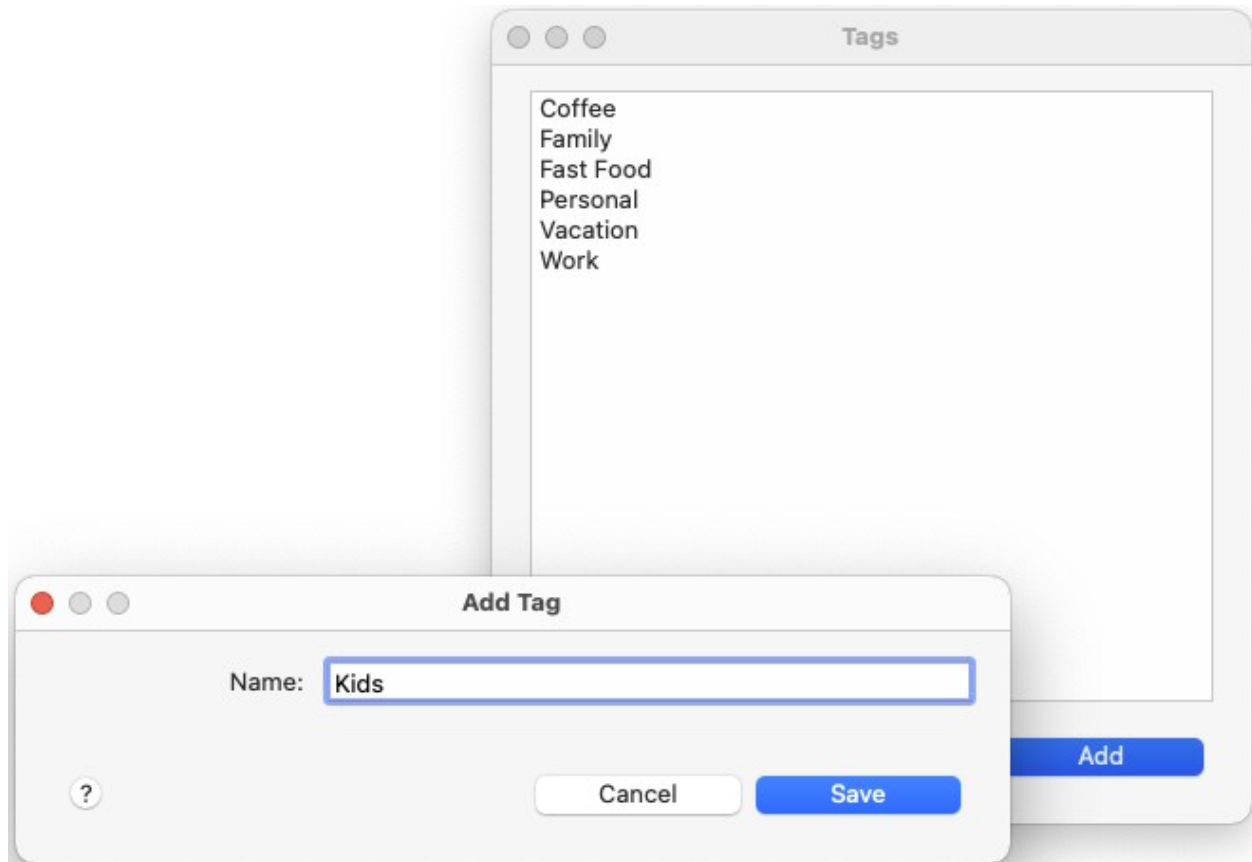 Tags
Coffee
Family
Fast Food
Personal
Vacation
Work
Add
Add Tag
Name: Kids
? Cancel Save